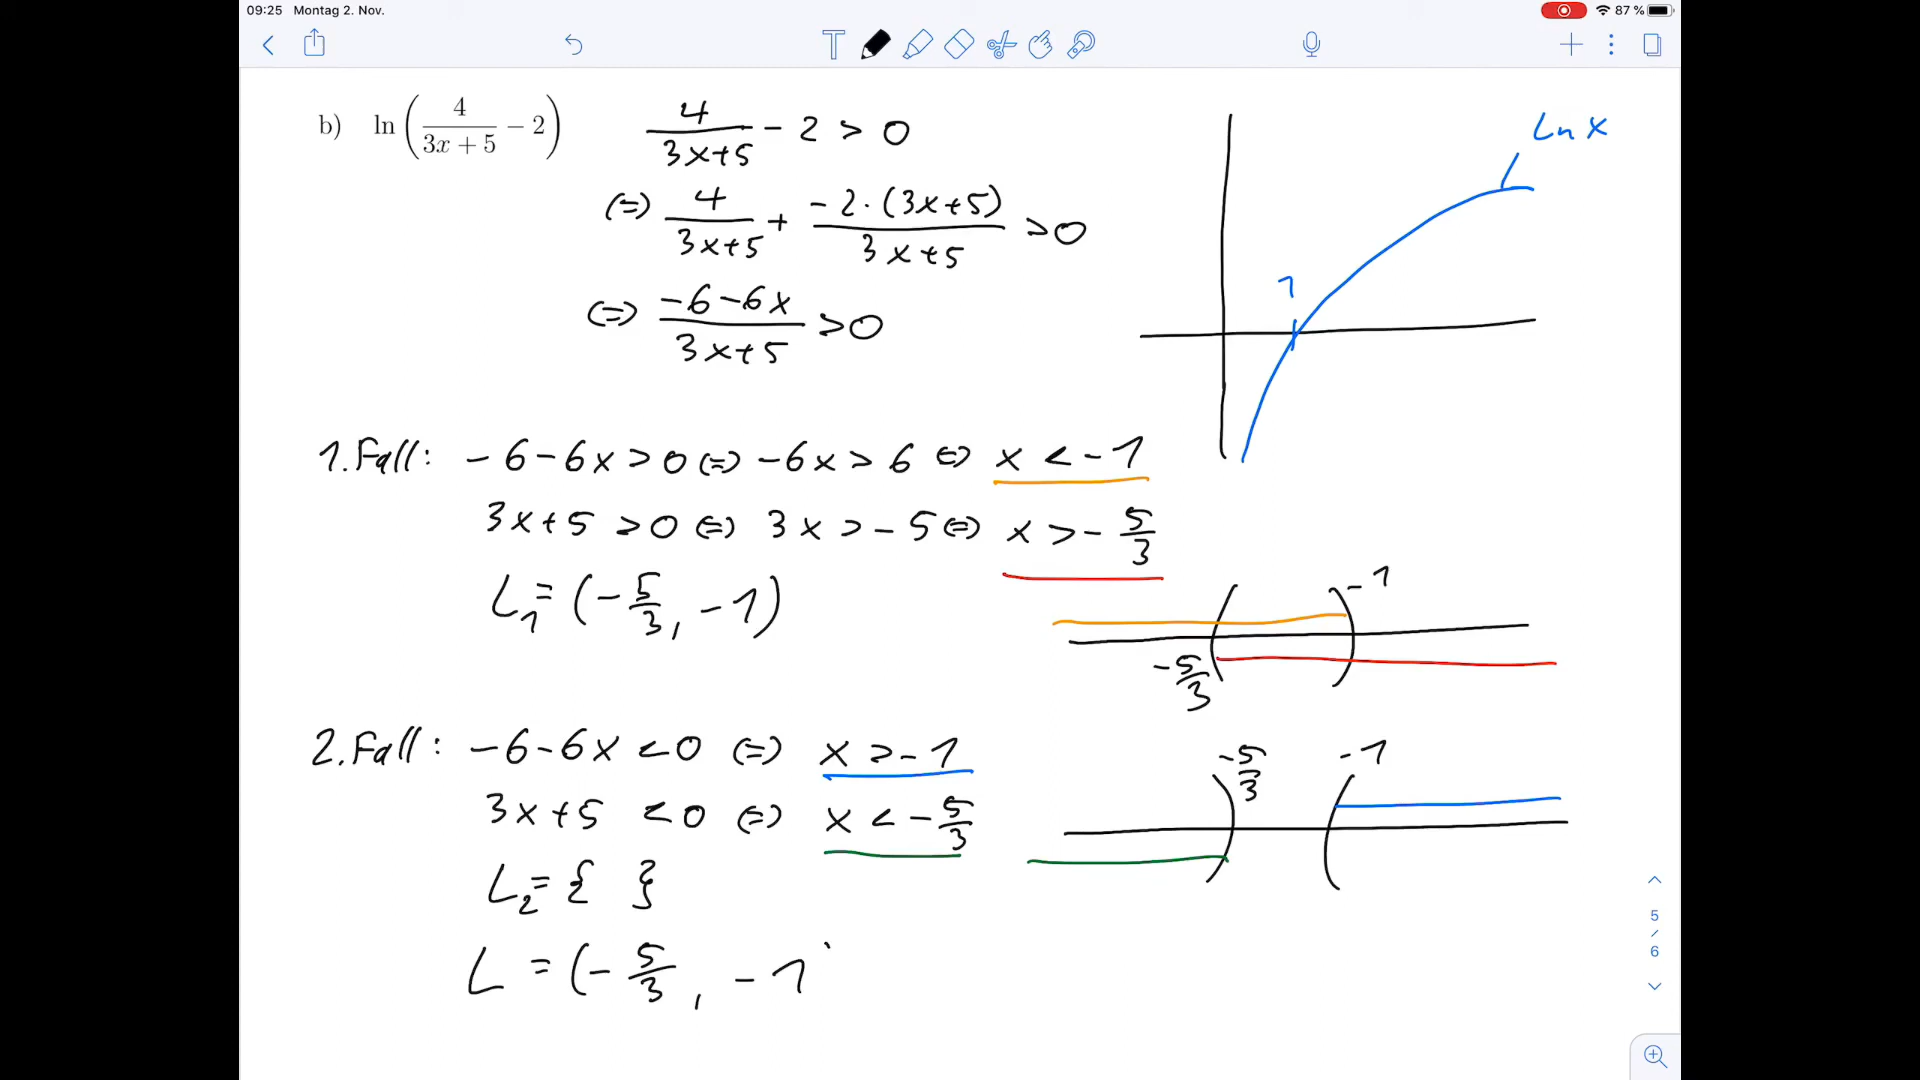 09:25 Montag 2. Nov.
87 %
b) ln(4/(3x + 5) − 2)
4/(3x+5) - 2 > 0
(=) 4/(3x+5) + -2·(3x+5)/(3x+5) >0
(=) (-6-6x)/(3x+5) >0
Ln x
1
1.Fall: -6-6x>0 (=) -6x>6 (=) x<-1
3x+5 >0 (=) 3x>-5 (=) x>-5/3
L₁= (-5/3, -1)
-1
-5/3
2.Fall: -6-6x<0 (=) x>-1
3x+5 <0 (=) x<-5/3
L₂= { }
-5/3 -1
L = (-5/3, -1
5
/
6